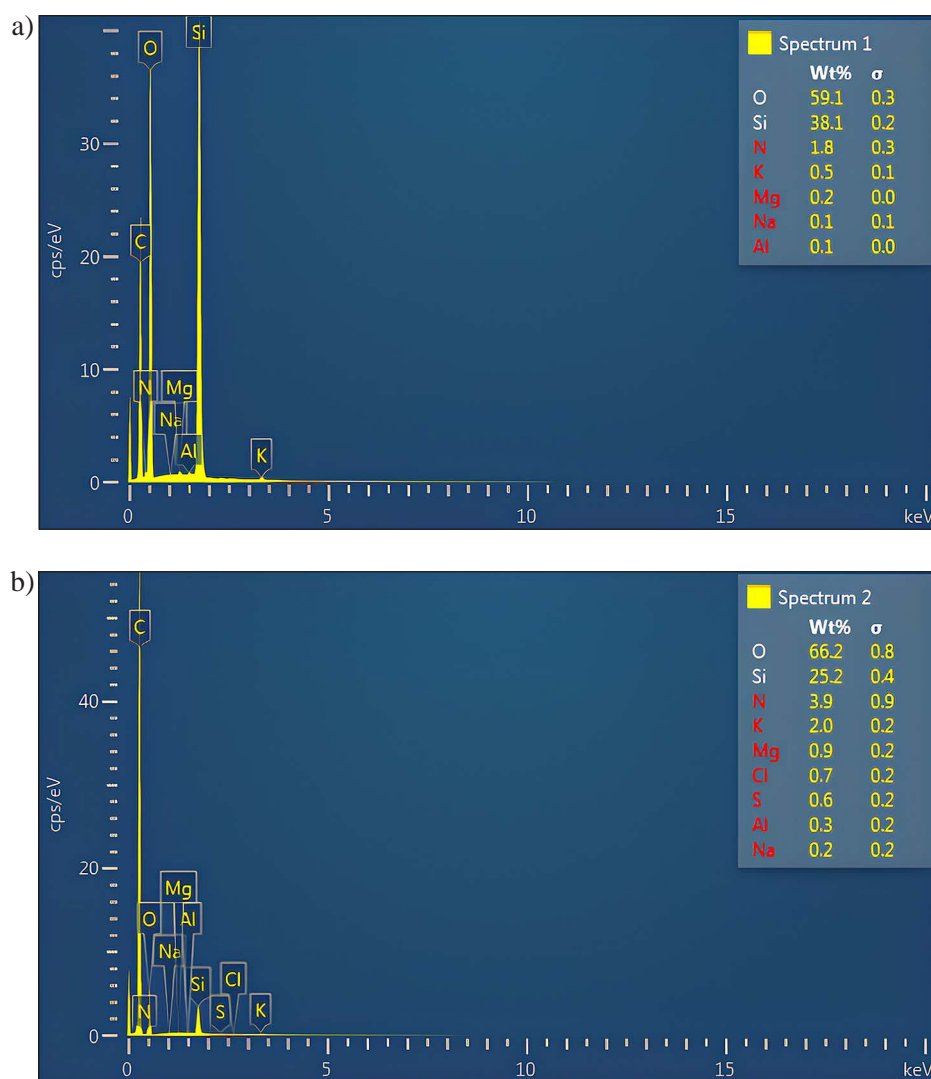 a)
Spectrum 1
Wt% σ
O 59.1 0.3
Si 38.1 0.2
N 1.8 0.3
K 0.5 0.1
Mg 0.2 0.0
Na 0.1 0.1
Al 0.1 0.0
Si
O
C
N Mg
Na
Al
K
cps/eV
30
20
10
0
0 5 10 15 keV
b)
Spectrum 2
Wt% σ
O 66.2 0.8
Si 25.2 0.4
N 3.9 0.9
K 2.0 0.2
Mg 0.9 0.2
Cl 0.7 0.2
S 0.6 0.2
Al 0.3 0.2
Na 0.2 0.2
C
Mg
O Al
Na
Si Cl
N S K
cps/eV
40
20
0
0 5 10 15 keV